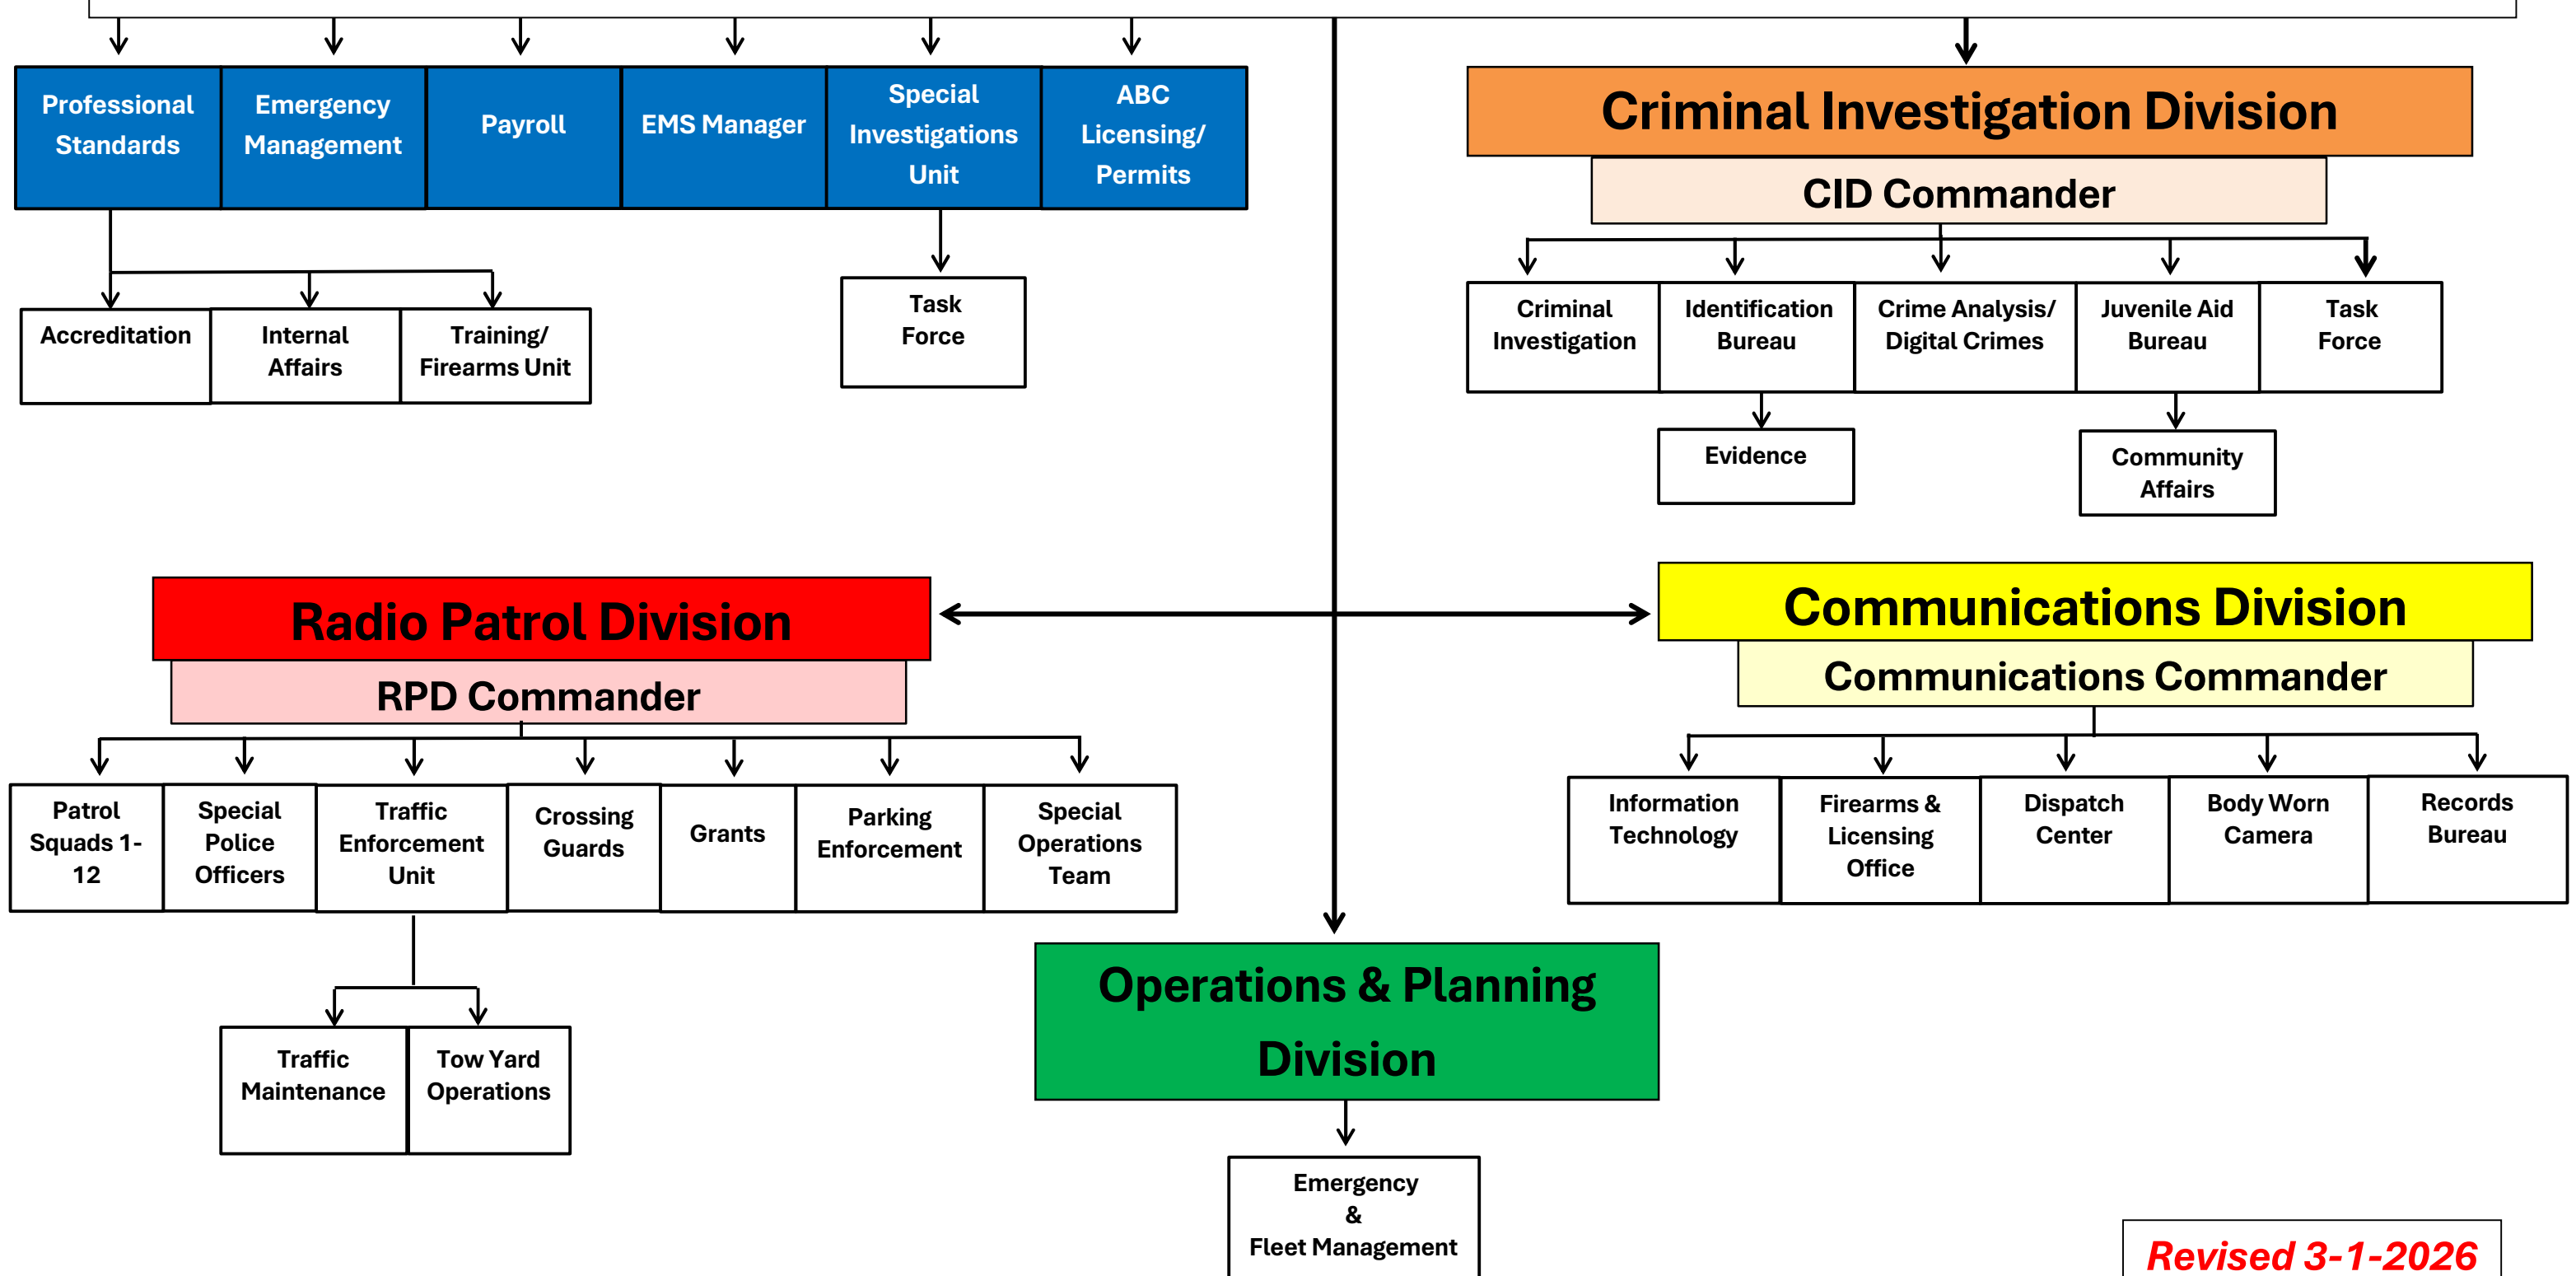 Professional
Standards
Emergency
Management
Payroll
EMS Manager
Special
Investigations
Unit
ABC
Licensing/
Permits
Criminal Investigation Division
CID Commander
Accreditation
Internal
Affairs
Training/
Firearms Unit
Task
Force
Criminal
Investigation
Identification
Bureau
Crime Analysis/
Digital Crimes
Juvenile Aid
Bureau
Task
Force
Evidence
Community
Affairs
Radio Patrol Division
RPD Commander
Communications Division
Communications Commander
Patrol
Squads 1-
12
Special
Police
Officers
Traffic
Enforcement
Unit
Crossing
Guards
Grants
Parking
Enforcement
Special
Operations
Team
Information
Technology
Firearms &
Licensing
Office
Dispatch
Center
Body Worn
Camera
Records
Bureau
Traffic
Maintenance
Tow Yard
Operations
Operations & Planning
Division
Emergency
&
Fleet Management
Revised 3-1-2026